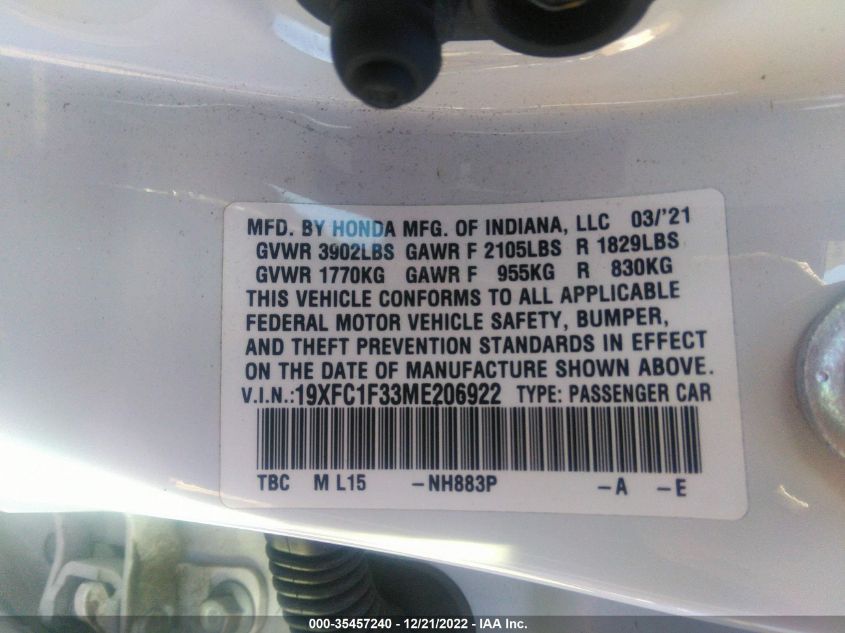 MFD. BY HONDA MFG. OF INDIANA, LLC 03/'21
GVWR 3902LBS GAWR F 2105LBS R 1829LBS
GVWR 1770KG GAWR F 955KG R 830KG
THIS VEHICLE CONFORMS TO ALL APPLICABLE
FEDERAL MOTOR VEHICLE SAFETY, BUMPER,
AND THEFT PREVENTION STANDARDS IN EFFECT
ON THE DATE OF MANUFACTURE SHOWN ABOVE.
V.I.N.:19XFC1F33ME206922 TYPE: PASSENGER CAR
TBC M L15 -NH883P -A -E
000-35457240 - 12/21/2022 - IAA Inc.